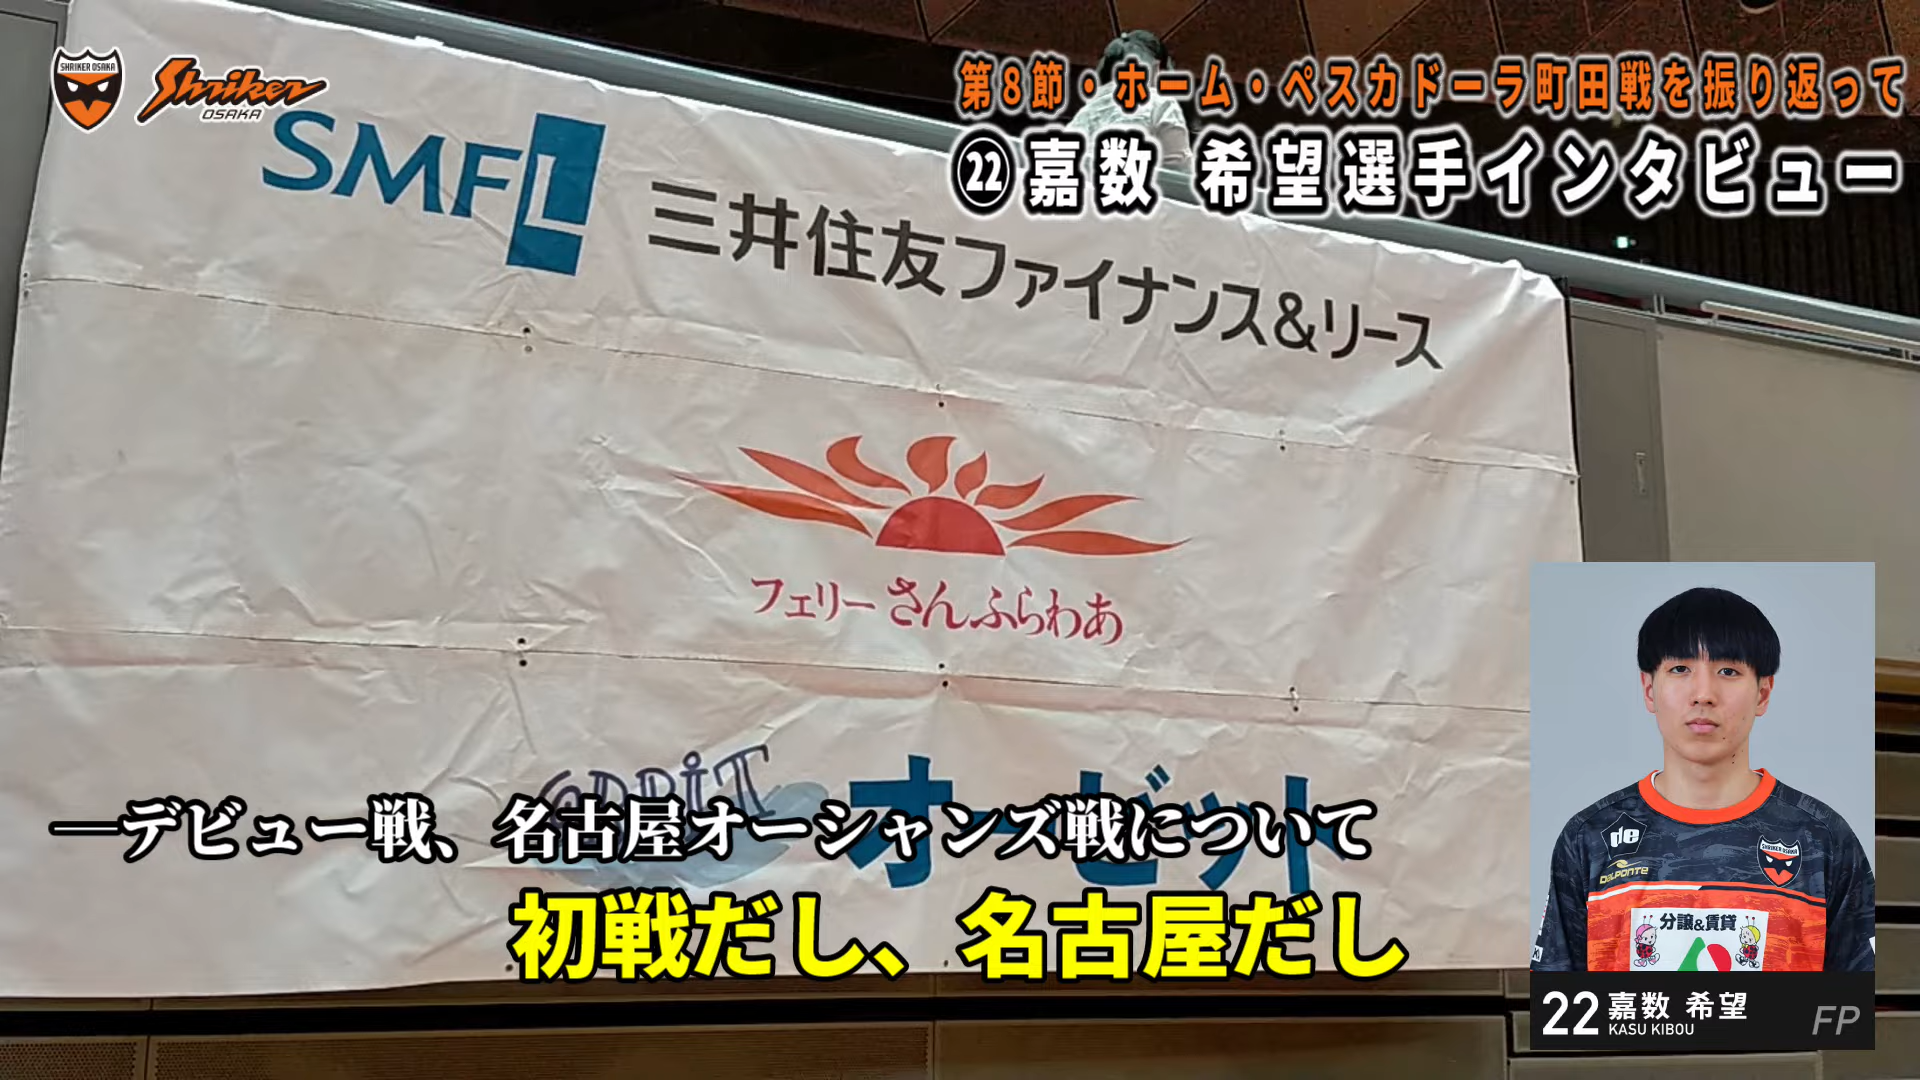 SHRIKER OSAKA
Shriker
OSAKA
第8節・ホーム・ペスカドーラ町田戦を振り返って
㉒嘉数 希望選手インタビュー
SMFL
三井住友ファイナンス&リース
フェリーさんふらわあ
オービット
―デビュー戦、名古屋オーシャンズ戦について
初戦だし、名古屋だし
de
DELPONTE
SHRIKER OSAKA
分譲&賃貸
22 嘉数 希望
KASU KIBOU
FP